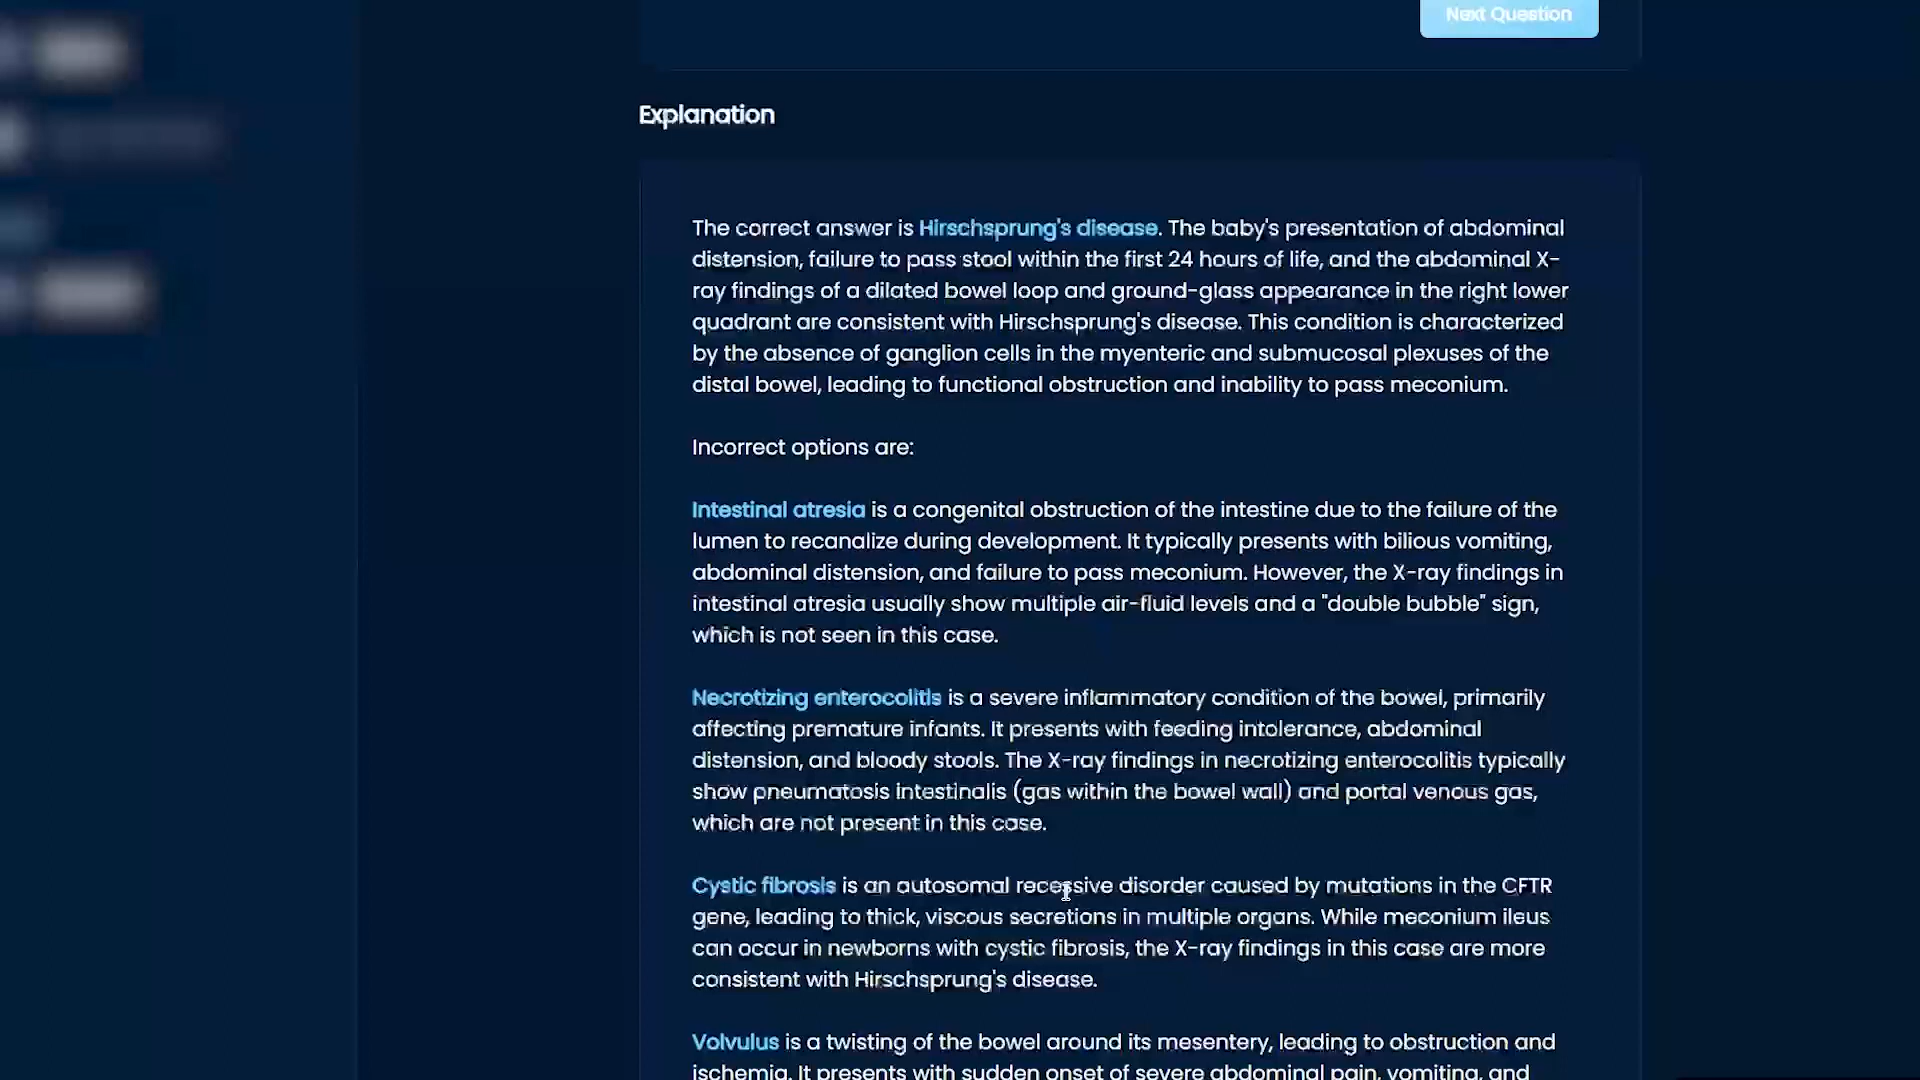 Next Question
Explanation
The correct answer is Hirschsprung's disease. The baby's presentation of abdominal
distension, failure to pass stool within the first 24 hours of life, and the abdominal X-
ray findings of a dilated bowel loop and ground-glass appearance in the right lower
quadrant are consistent with Hirschsprung's disease. This condition is characterized
by the absence of ganglion cells in the myenteric and submucosal plexuses of the
distal bowel, leading to functional obstruction and inability to pass meconium.
Incorrect options are:
Intestinal atresia is a congenital obstruction of the intestine due to the failure of the
lumen to recanalize during development. It typically presents with bilious vomiting,
abdominal distension, and failure to pass meconium. However, the X-ray findings in
intestinal atresia usually show multiple air-fluid levels and a "double bubble" sign,
which is not seen in this case.
Necrotizing enterocolitis is a severe inflammatory condition of the bowel, primarily
affecting premature infants. It presents with feeding intolerance, abdominal
distension, and bloody stools. The X-ray findings in necrotizing enterocolitis typically
show pneumatosis intestinalis (gas within the bowel wall) and portal venous gas,
which are not present in this case.
Cystic fibrosis is an autosomal recessive disorder caused by mutations in the CFTR
gene, leading to thick, viscous secretions in multiple organs. While meconium ileus
can occur in newborns with cystic fibrosis, the X-ray findings in this case are more
consistent with Hirschsprung's disease.
Volvulus is a twisting of the bowel around its mesentery, leading to obstruction and
ischemia. It presents with sudden onset of severe abdominal pain, vomiting, and